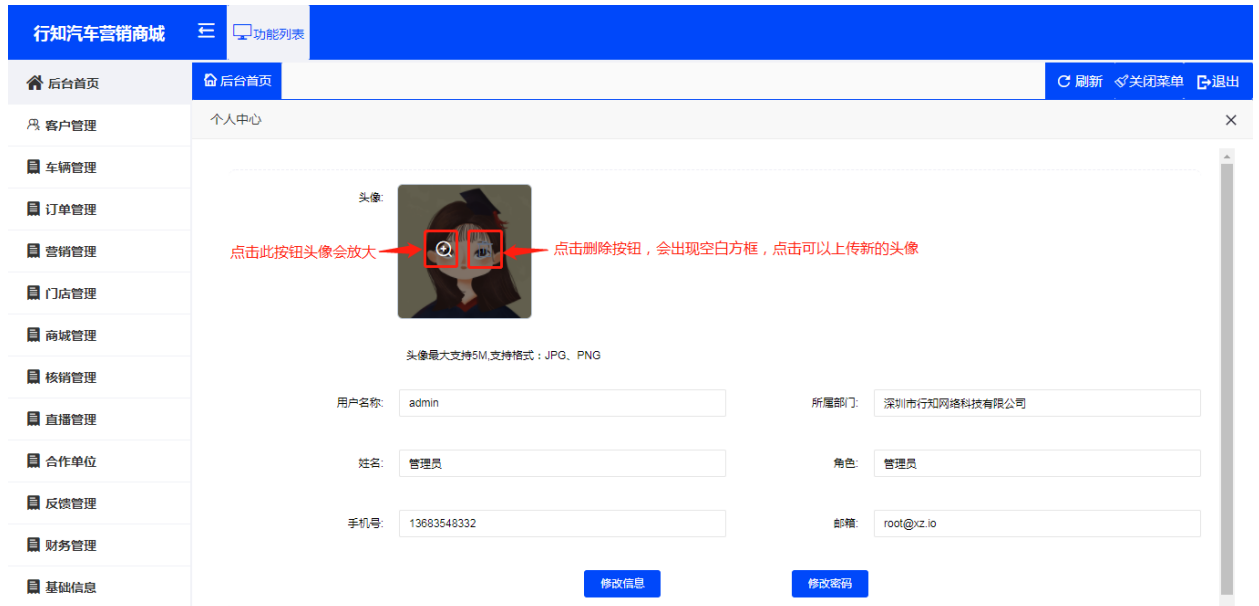 行知汽车营销商城
功能列表
后台首页
后台首页
刷新
关闭菜单
退出
客户管理
个人中心
车辆管理
订单管理
头像:
营销管理
点击此按钮头像会放大
点击删除按钮，会出现空白方框，点击可以上传新的头像
门店管理
商城管理
头像最大支持5M,支持格式：JPG、PNG
核销管理
用户名称:
admin
所属部门:
深圳市行知网络科技有限公司
直播管理
合作单位
姓名:
管理员
角色:
管理员
反馈管理
手机号:
13683548332
邮箱:
root@xz.io
财务管理
基础信息
修改信息
修改密码